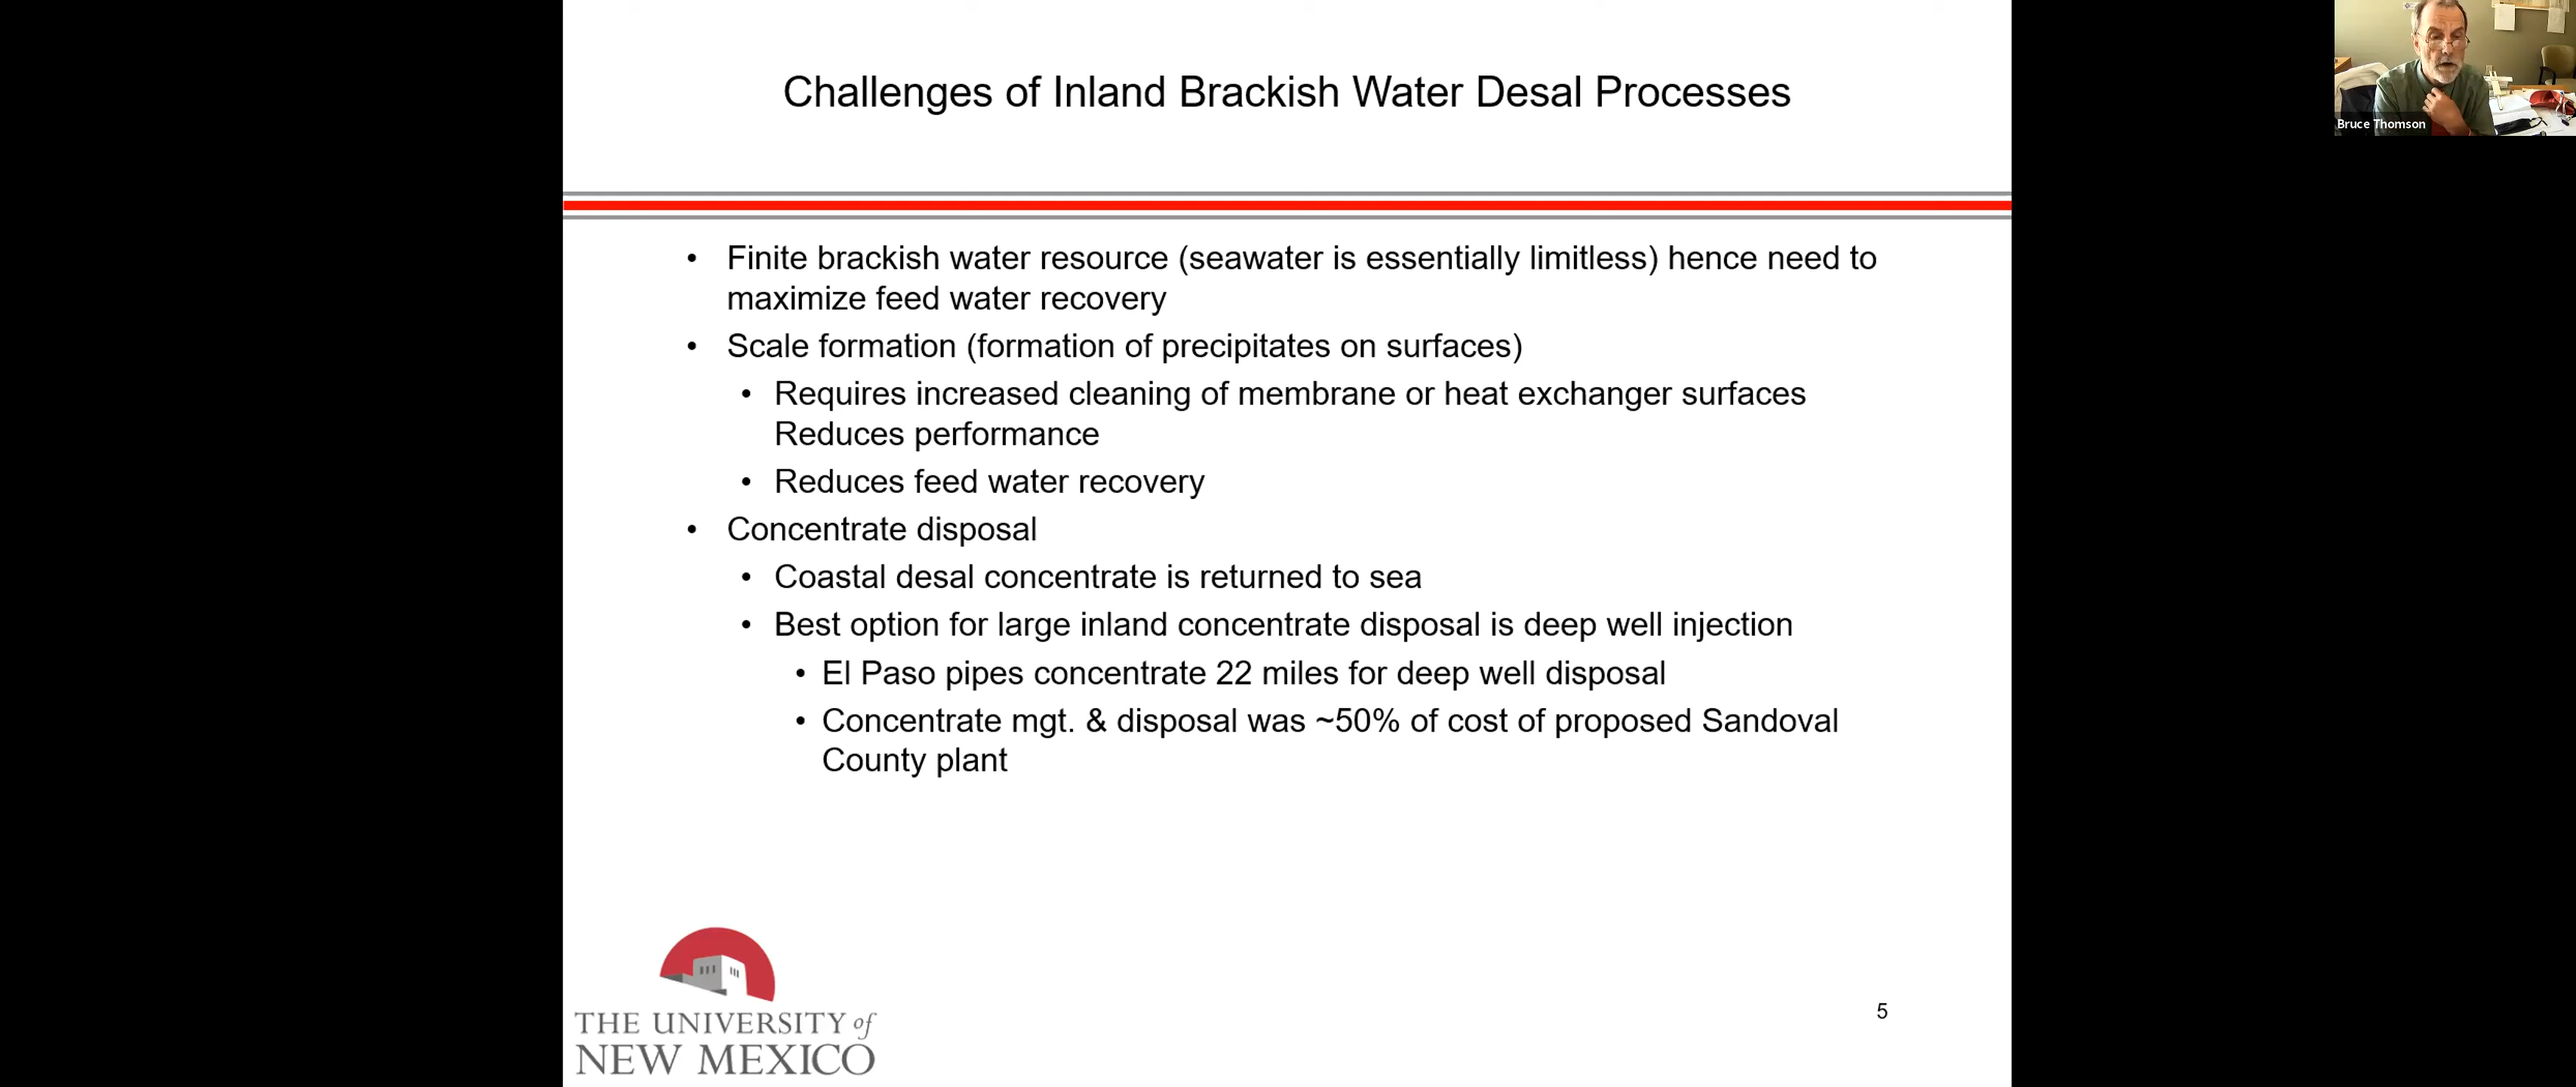 Challenges of Inland Brackish Water Desal Processes
Bruce Thomson
• Finite brackish water resource (seawater is essentially limitless) hence need to
maximize feed water recovery
• Scale formation (formation of precipitates on surfaces)
• Requires increased cleaning of membrane or heat exchanger surfaces
Reduces performance
• Reduces feed water recovery
• Concentrate disposal
• Coastal desal concentrate is returned to sea
• Best option for large inland concentrate disposal is deep well injection
• El Paso pipes concentrate 22 miles for deep well disposal
• Concentrate mgt. & disposal was ~50% of cost of proposed Sandoval
County plant
THE UNIVERSITY of
NEW MEXICO
5